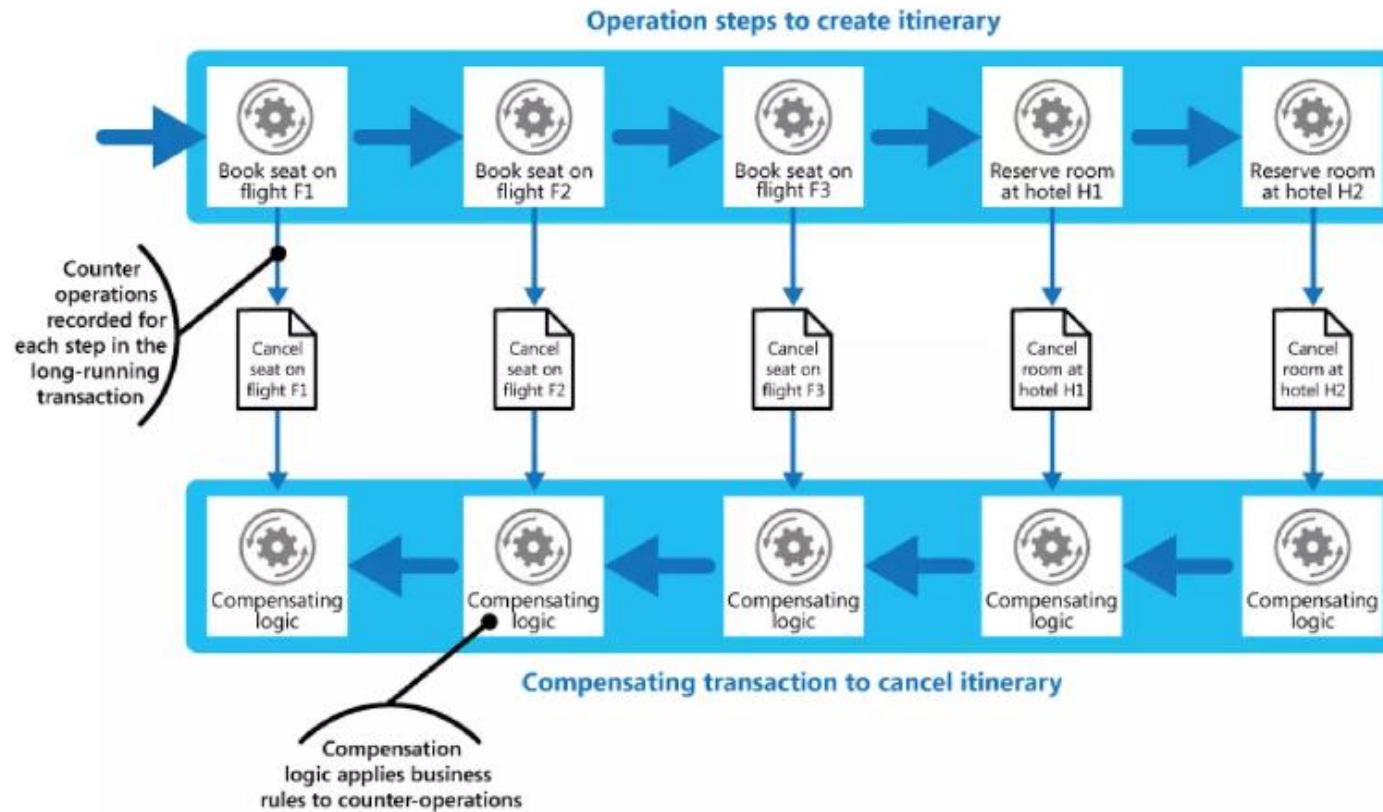 Operation steps to create itinerary
Book seat on
flight F1
Book seat on
flight F2
Book seat on
flight F3
Reserve room
at hotel H1
Reserve room
at hotel H2
Counter
operations
recorded for
each step in the
long-running
transaction
Cancel
seat on
flight F1
Cancel
seat on
flight F2
Cancel
seat on
flight F3
Cancel
room at
hotel H1
Cancel
room at
hotel H2
Compensating
logic
Compensating
logic
Compensating
logic
Compensating
logic
Compensating
logic
Compensating transaction to cancel itinerary
Compensation
logic applies business
rules to counter-operations